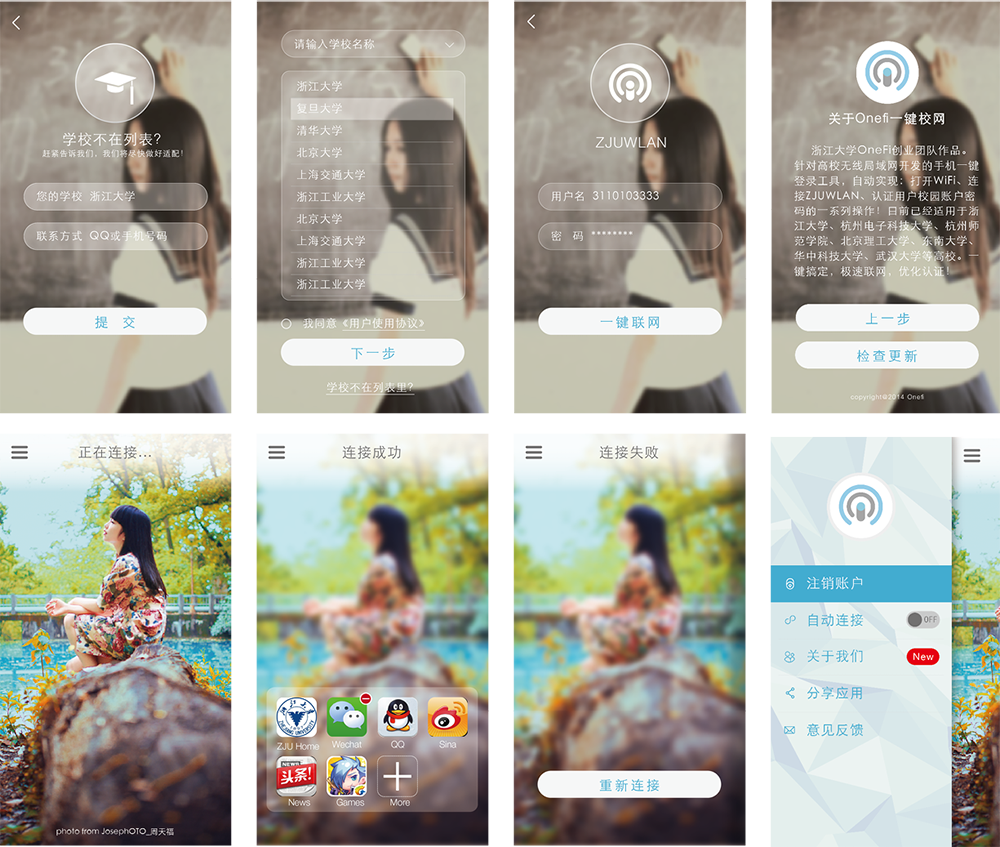 学校不在列表?
赶紧告诉我们，我们将尽快做好适配!
您的学校 浙江大学
联系方式 QQ或手机号码
提 交
请输入学校名称
浙江大学
复旦大学
清华大学
北京大学
上海交通大学
浙江工业大学
北京大学
上海交通大学
浙江工业大学
浙江工业大学
我同意《用户使用协议》
下一步
学校不在列表里?
ZJUWLAN
用户名 3110103333
密 码 ********
一键联网
关于Onefi一键校网
浙江大学OneFi创业团队作品。
针对高校无线局域网开发的手机一键
登录工具，自动实现：打开WiFi、连
接ZJUWLAN、认证用户校园账户密
码的一系列操作！目前已经适用于浙
江大学、杭州电子科技大学、杭州师
范学院、北京理工大学、东南大学、
华中科技大学、武汉大学等高校。一
键搞定，极速联网，优化认证！
上一步
检查更新
copyright©2014 Onefi
正在连接...
photo from JosephOTO_周天福
连接成功
ZJU Home
Wechat
QQ
Sina
NEWS
头条!
News
Games
More
连接失败
重新连接
注销账户
自动连接
OFF
关于我们
New
分享应用
意见反馈